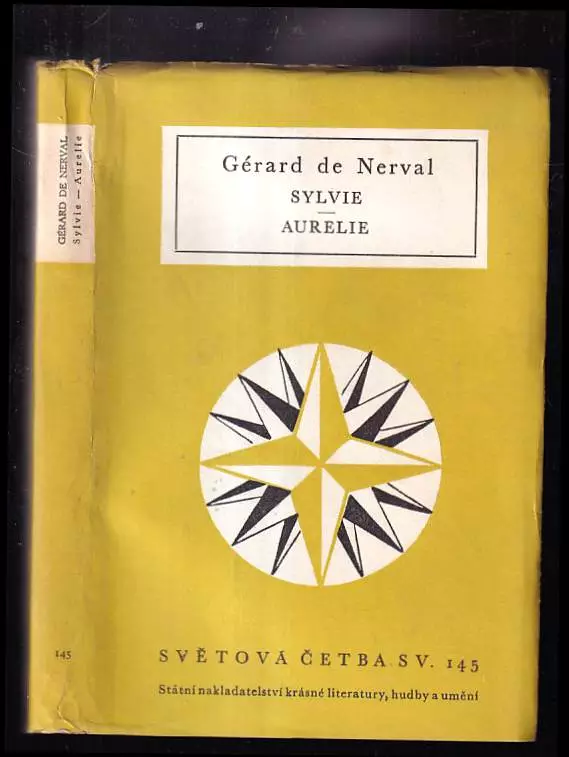 GÉRARD DE NERVAL
Sylvie — Aurelie
145
Gérard de Nerval
SYLVIE
—
AURELIE
SVĚTOVÁ ČETBA SV. 145
Státní nakladatelství krásné literatury, hudby a umění